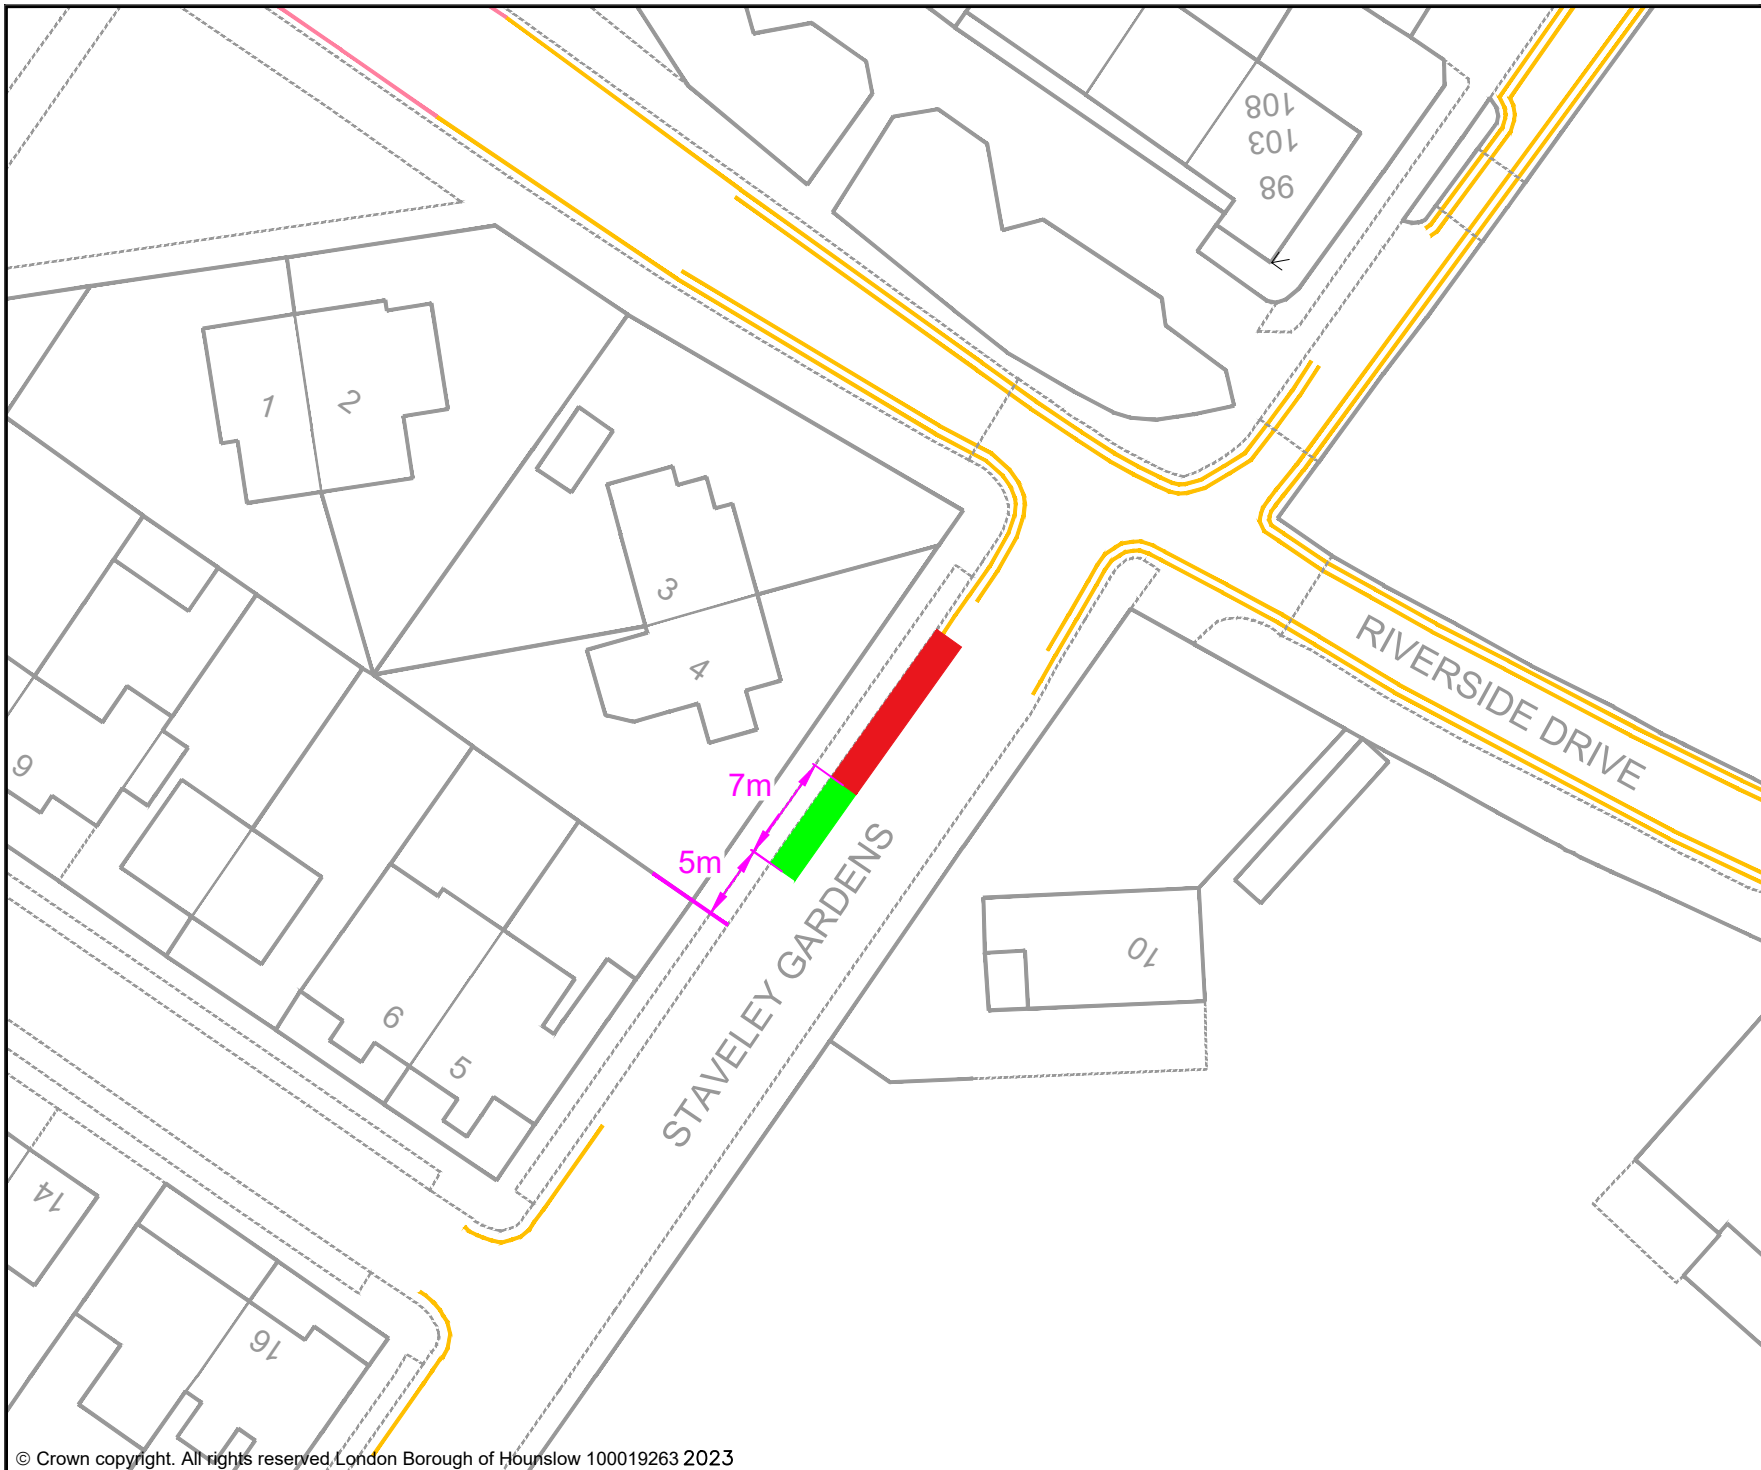 108
103
98
1
2
3
4
RIVERSIDE DRIVE
9
7m
5m
STAVELEY GARDENS
10
6
5
14
16
© Crown copyright. All rights reserved London Borough of Hounslow 100019263 2023